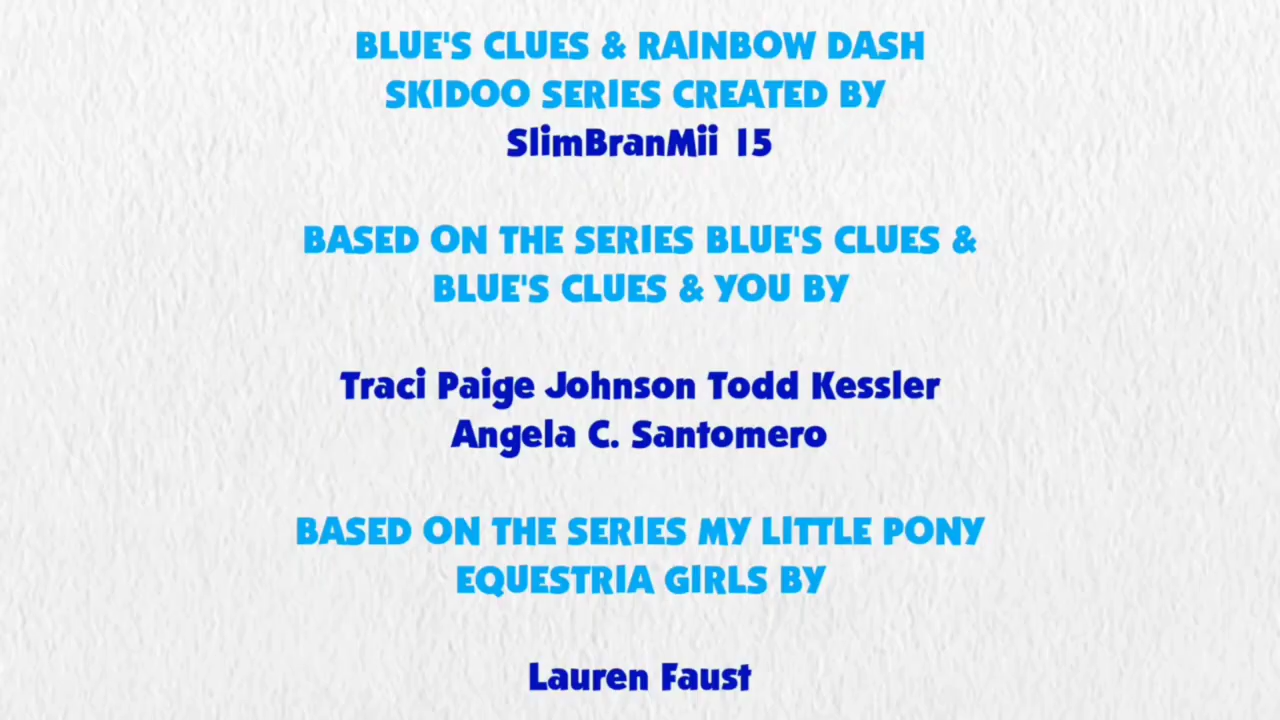 BLUE'S CLUES & RAINBOW DASH
SKIDOO SERIES CREATED BY
SlimBranMii 15
BASED ON THE SERIES BLUE'S CLUES &
BLUE'S CLUES & YOU BY
Traci Paige Johnson Todd Kessler
Angela C. Santomero
BASED ON THE SERIES MY LITTLE PONY
EQUESTRIA GIRLS BY
Lauren Faust